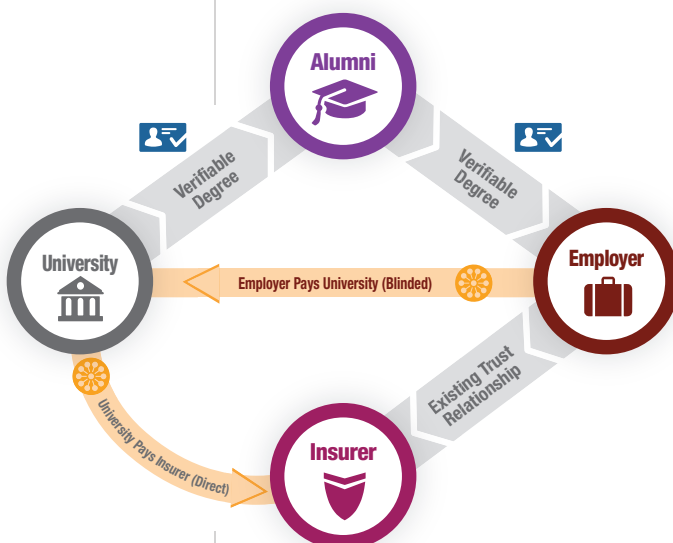 Alumni
Verifiable
Degree
Verifiable
Degree
University
Employer
Employer Pays University (Blinded)
Existing Trust
Relationship
University Pays Insurer (Direct)
Insurer